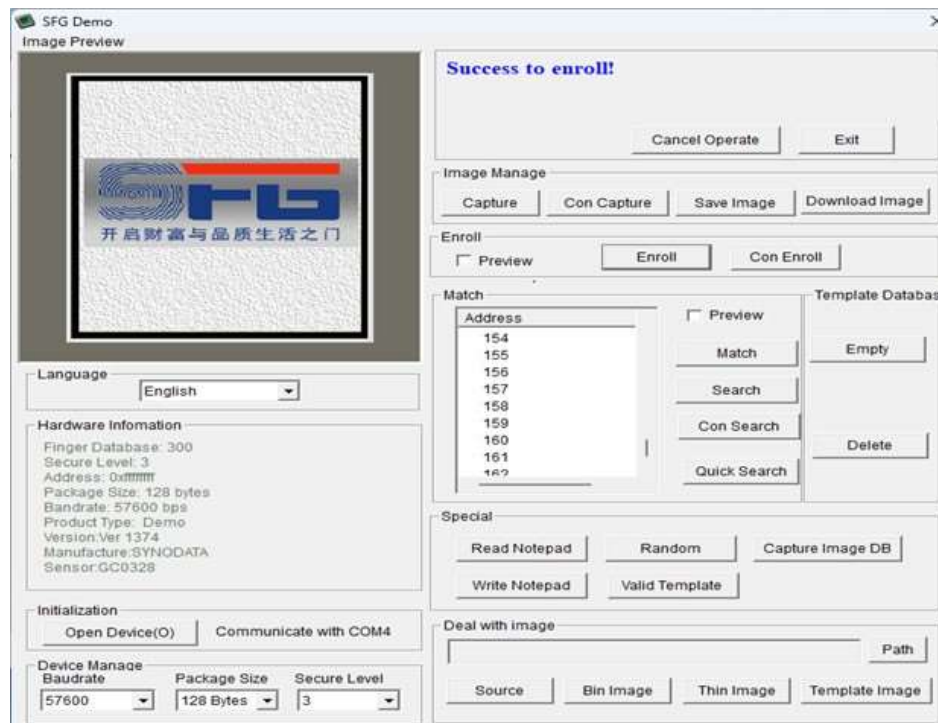 SFG Demo
Image Preview
SFG
开启财富与品质生活之门
Language
English
Hardware Infomation
Finger Database: 300
Secure Level: 3
Address: 0xffffffff
Package Size: 128 bytes
Bandrate: 57600 bps
Product Type: Demo
Version:Ver 1374
Manufacture:SYNODATA
Sensor:GC0328
Initialization
Open Device(O)
Communicate with COM4
Device Manage
Baudrate
Package Size
Secure Level
57600
128 Bytes
3
Success to enroll!
Cancel Operate
Exit
Image Manage
Capture
Con Capture
Save Image
Download Image
Enroll
Preview
Enroll
Con Enroll
Match
Address
154
155
156
157
158
159
160
161
162
Preview
Match
Search
Con Search
Quick Search
Template Databas
Empty
Delete
Special
Read Notepad
Random
Capture Image DB
Write Notepad
Valid Template
Deal with image
Path
Source
Bin Image
Thin Image
Template Image